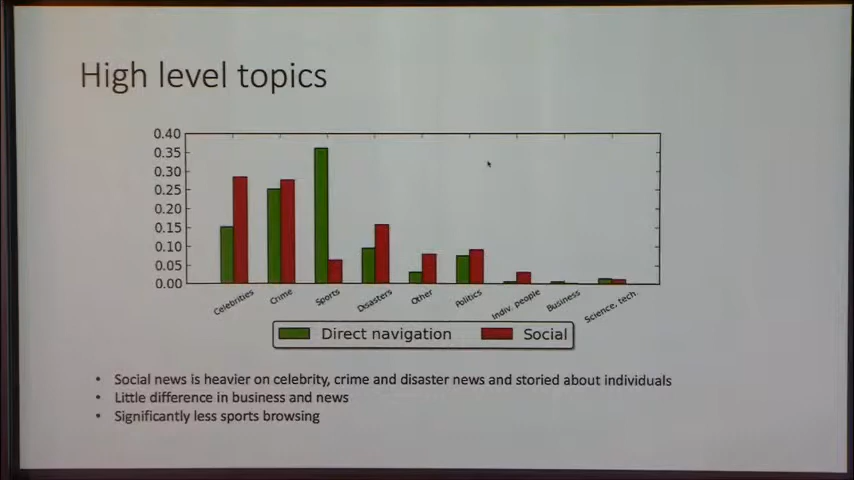 High level topics
0.40
0.35
0.30
0.25
0.20
0.15
0.10
0.05
0.00
Celebrities
Crime
Sports
Disasters
Other
Politics
Indiv. people
Business
Science, tech.
Direct navigation
Social
• Social news is heavier on celebrity, crime and disaster news and storied about individuals
• Little difference in business and news
• Significantly less sports browsing